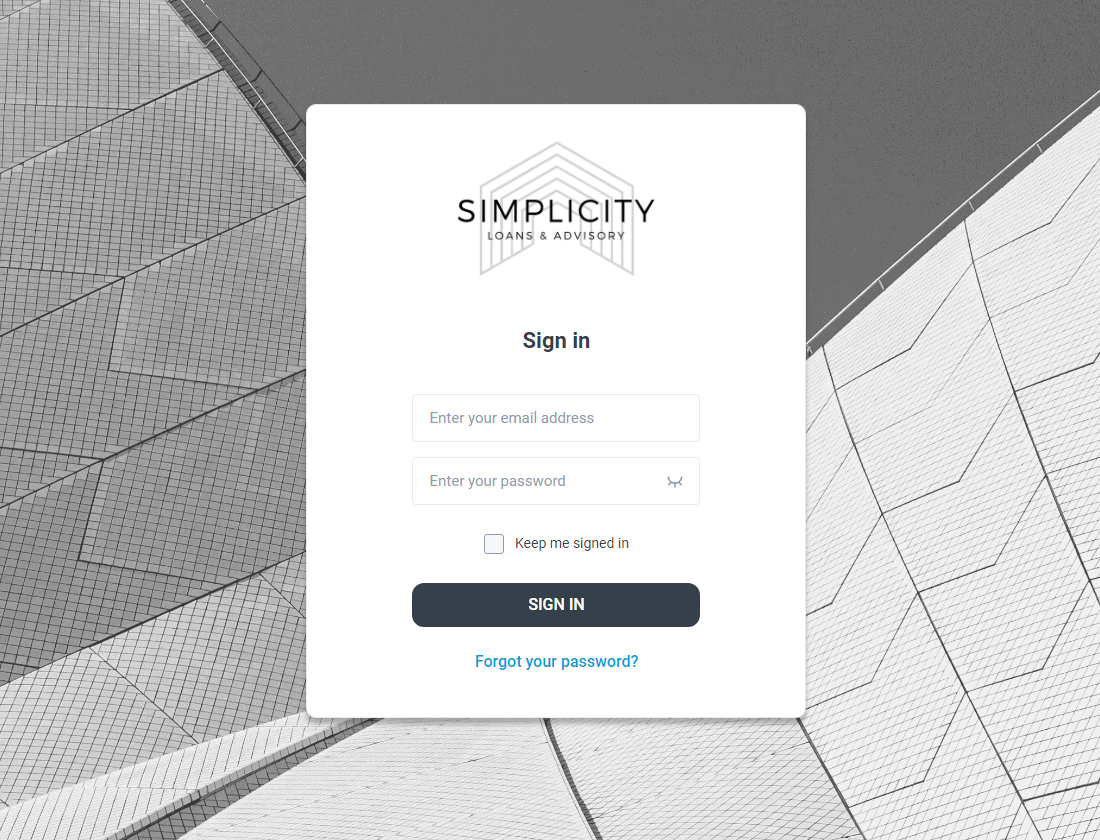 SIMPLICITY
LOANS & ADVISORY
Sign in
Enter your email address
Enter your password
Keep me signed in
SIGN IN
Forgot your password?